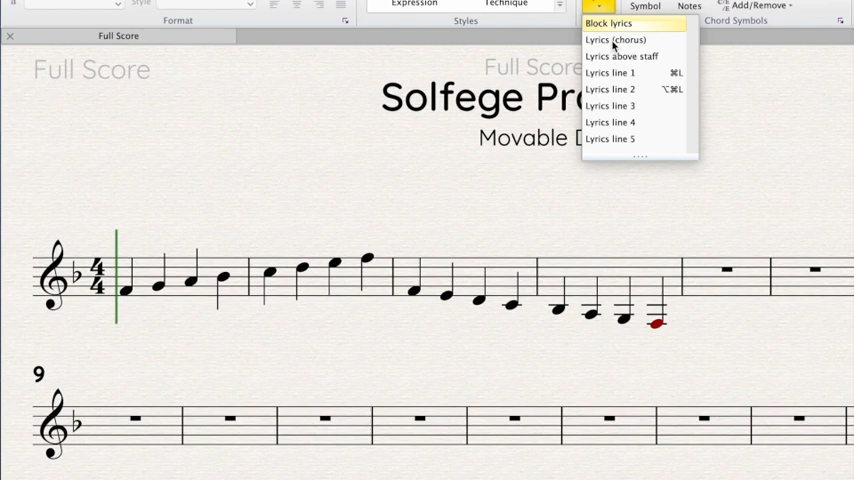 Expression
Technique
Symbol
Notes
Add/Remove
Format
Styles
Chord Symbols
Full Score
Full Score
Full Score
Solfege Pr
Movable D
Block lyrics
Lyrics (chorus)
Lyrics above staff
Lyrics line 1 ⌘L
Lyrics line 2 ⌥⌘L
Lyrics line 3
Lyrics line 4
Lyrics line 5
4
4
9